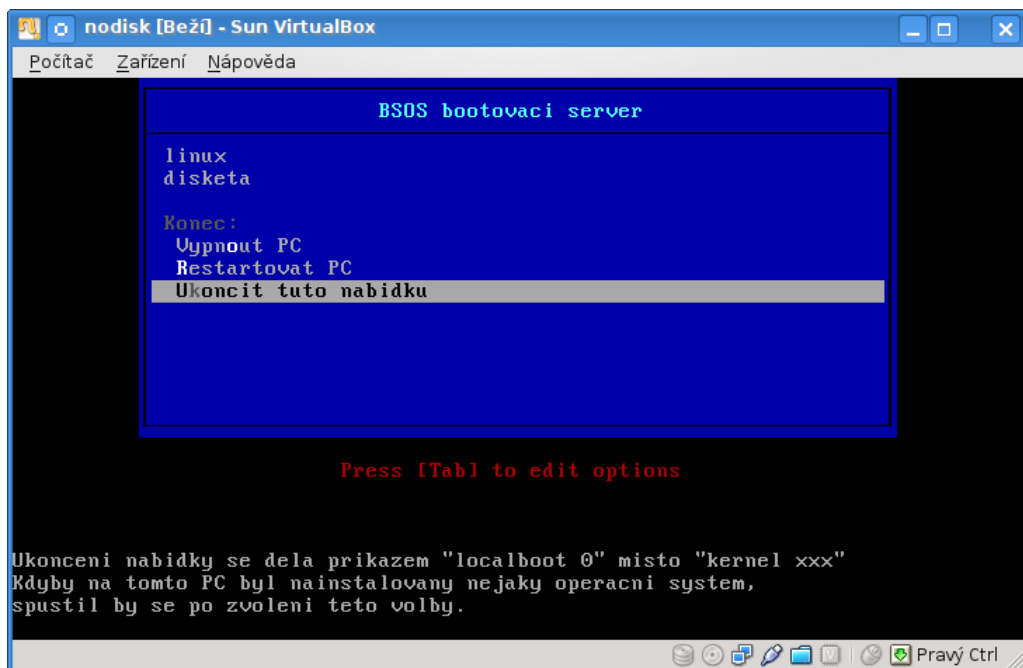 nodisk [Beží] - Sun VirtualBox
Počítač Zařízení Nápověda
BSOS bootovaci server
linux
disketa
Konec:
Vypnout PC
Restartovat PC
Ukoncit tuto nabidku
Press [Tab] to edit options
Ukonceni nabidky se dela prikazem "localboot 0" misto "kernel xxx"
Kdyby na tomto PC byl nainstalovany nejaky operacni system,
spustil by se po zvoleni teto volby.
Pravý Ctrl